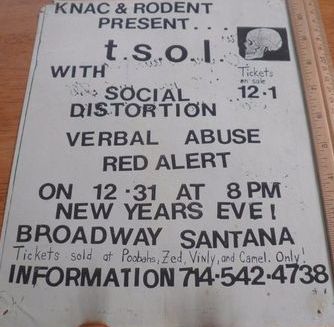 KNAC & RODENT
PRESENT...
t.s.o.l.
WITH
Tickets
on sale
12-1
SOCIAL
DISTORTION
VERBAL ABUSE
RED ALERT
ON 12-31 AT 8 PM
NEW YEARS EVE!
BROADWAY SANTANA
Tickets sold at Poobahs, Zed, Vinly, and Camel. Only!
INFORMATION 714-542-4738